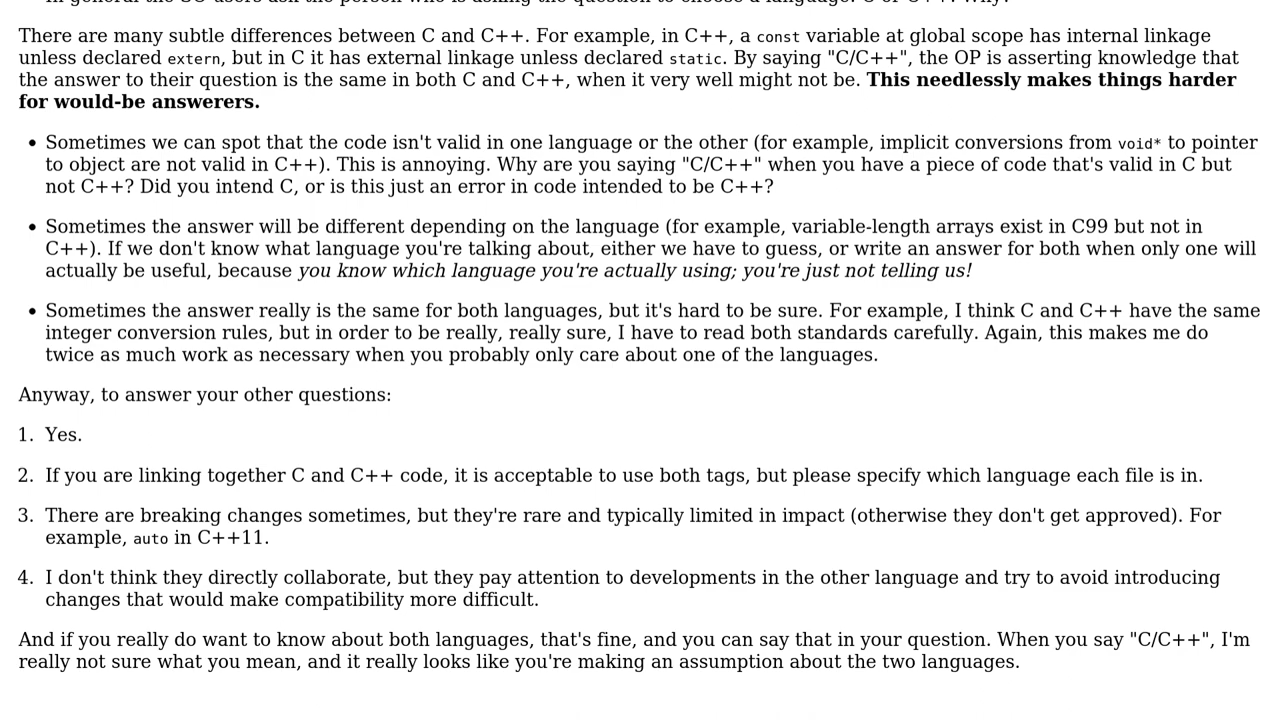 in general the SO users ask the person who is asking the question to choose a language: C or C++. Why?
There are many subtle differences between C and C++. For example, in C++, a const variable at global scope has internal linkage
unless declared extern, but in C it has external linkage unless declared static. By saying "C/C++", the OP is asserting knowledge that
the answer to their question is the same in both C and C++, when it very well might not be. This needlessly makes things harder
for would-be answerers.
• Sometimes we can spot that the code isn't valid in one language or the other (for example, implicit conversions from void* to pointer
to object are not valid in C++). This is annoying. Why are you saying "C/C++" when you have a piece of code that's valid in C but
not C++? Did you intend C, or is this just an error in code intended to be C++?
• Sometimes the answer will be different depending on the language (for example, variable-length arrays exist in C99 but not in
C++). If we don't know what language you're talking about, either we have to guess, or write an answer for both when only one will
actually be useful, because you know which language you're actually using; you're just not telling us!
• Sometimes the answer really is the same for both languages, but it's hard to be sure. For example, I think C and C++ have the same
integer conversion rules, but in order to be really, really sure, I have to read both standards carefully. Again, this makes me do
twice as much work as necessary when you probably only care about one of the languages.
Anyway, to answer your other questions:
1. Yes.
2. If you are linking together C and C++ code, it is acceptable to use both tags, but please specify which language each file is in.
3. There are breaking changes sometimes, but they're rare and typically limited in impact (otherwise they don't get approved). For
example, auto in C++11.
4. I don't think they directly collaborate, but they pay attention to developments in the other language and try to avoid introducing
changes that would make compatibility more difficult.
And if you really do want to know about both languages, that's fine, and you can say that in your question. When you say "C/C++", I'm
really not sure what you mean, and it really looks like you're making an assumption about the two languages.